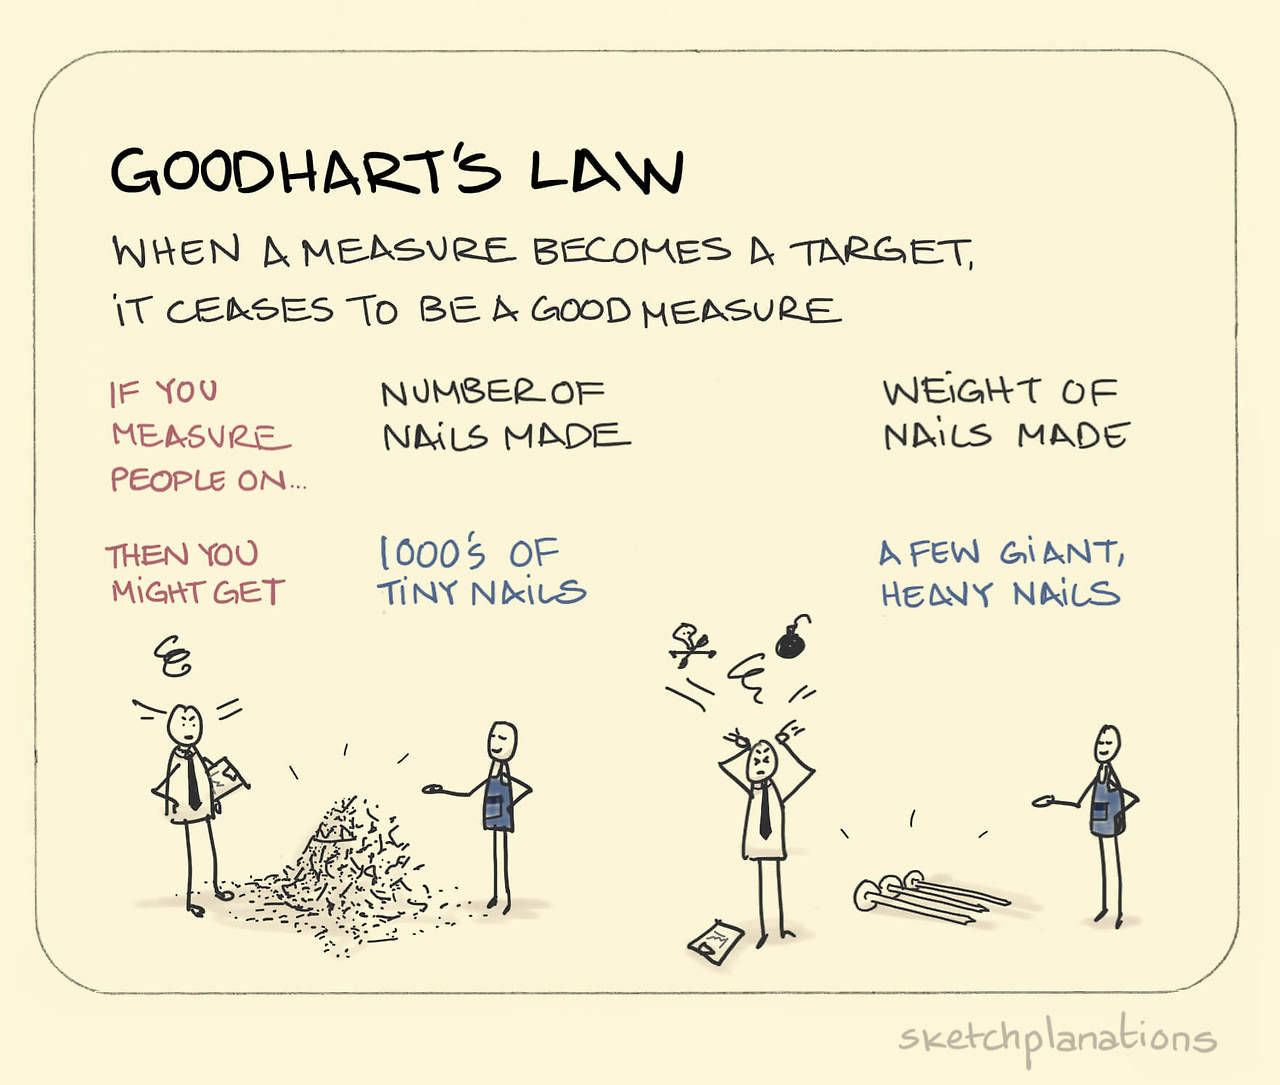 GOODHART'S LAW
WHEN A MEASURE BECOMES A TARGET,
iT CEASES TO BE A GOOD MEASURE
IF YOU
MEASURE
PEOPLE ON...
NUMBER OF
NAiLS MADE
WEiGHT OF
NAiLS MADE
THEN YOU
MiGHT GET
1000'S OF
TiNY NAiLS
A FEW GiANT,
HEAVY NAiLS
sketchplanations